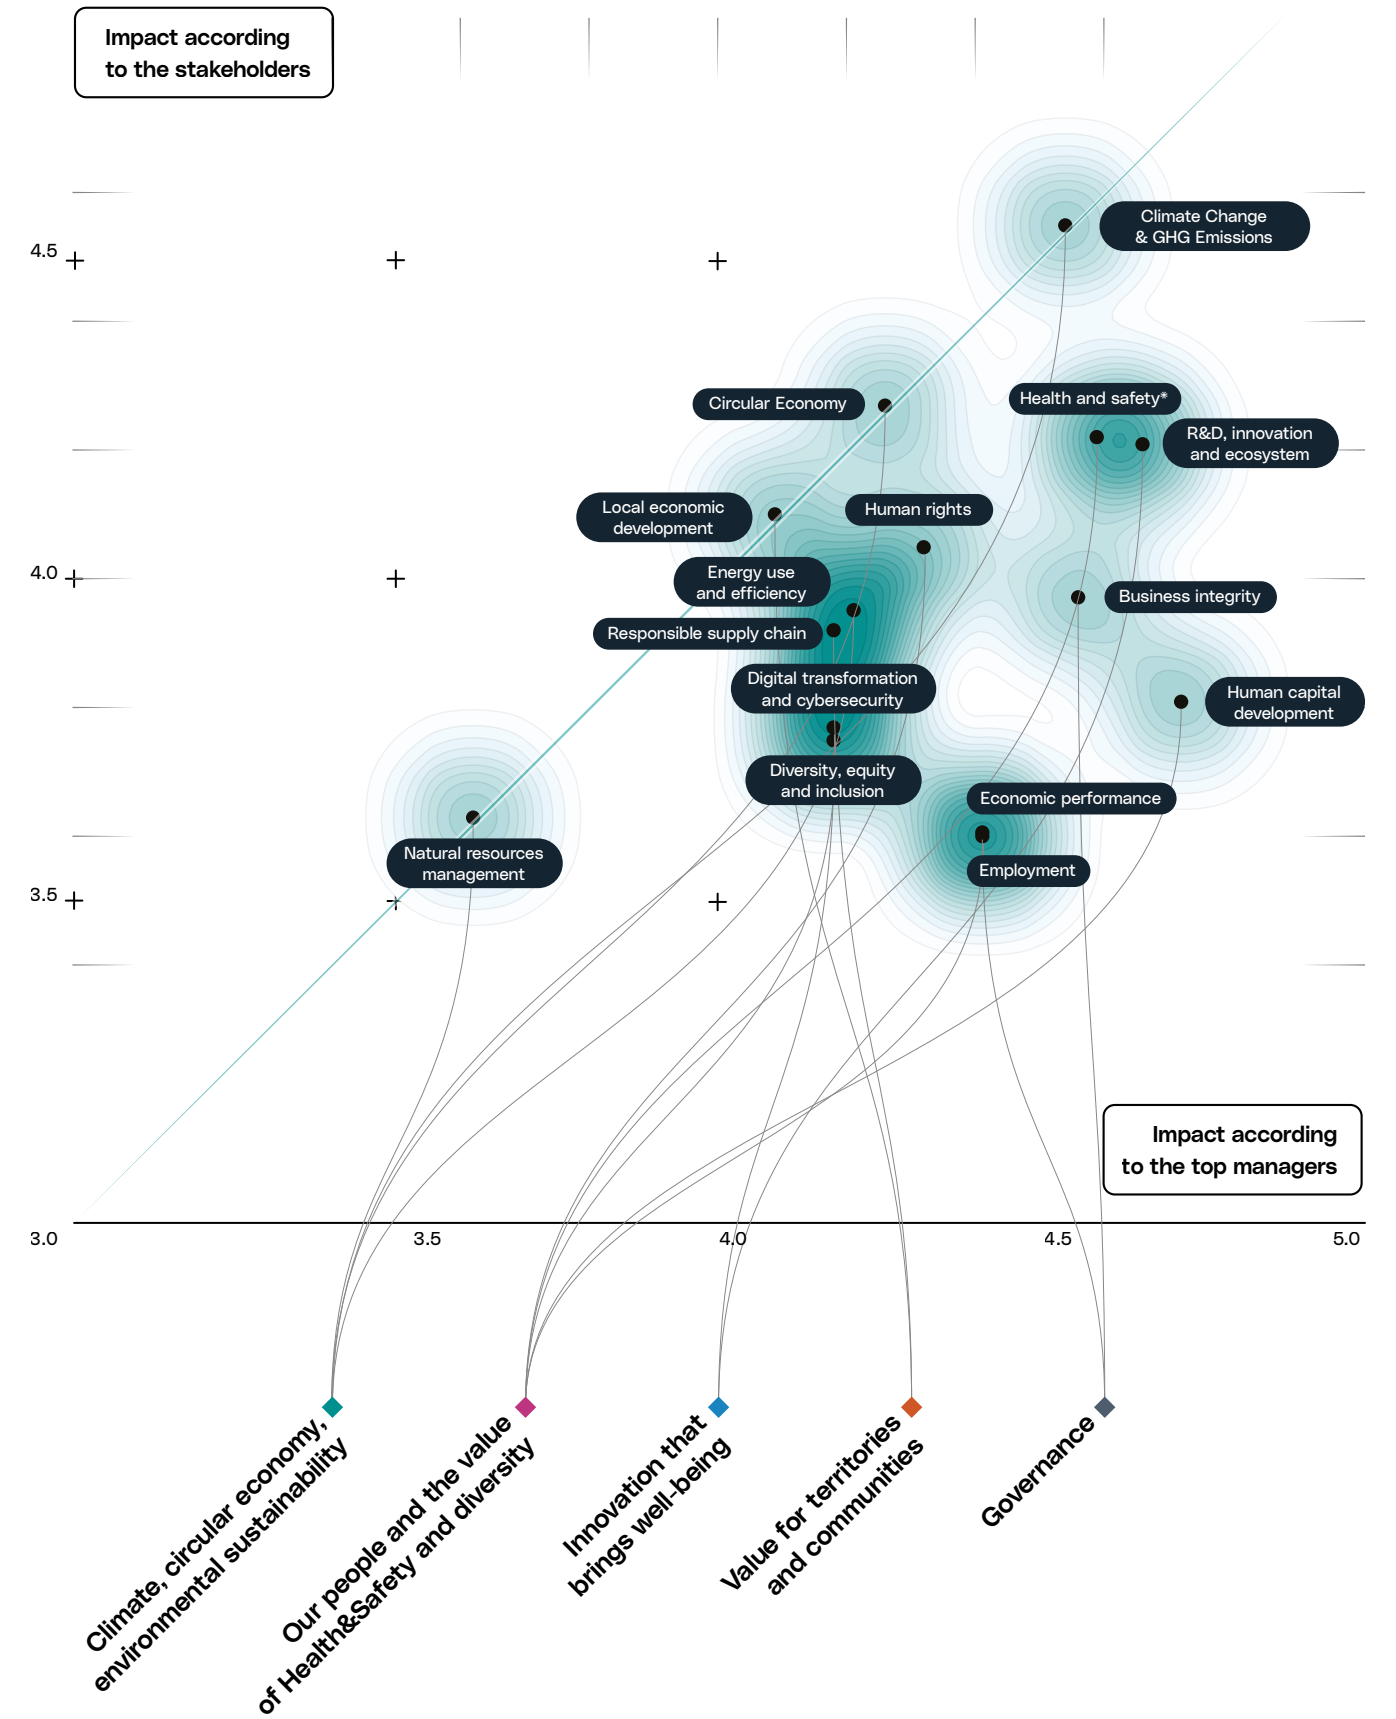 Impact according
to the stakeholders
Climate Change
& GHG Emissions
4.5
Health and safety*
Circular Economy
R&D, innovation
and ecosystem
Local economic
development
Human rights
4.0
Energy use
and efficiency
Business integrity
Responsible supply chain
Digital transformation
and cybersecurity
Human capital
development
Diversity, equity
and inclusion
Economic performance
Natural resources
management
Employment
3.5
Impact according
to the top managers
3.0
3.5
4.0
4.5
5.0
Climate, circular economy,
environmental sustainability
Our people and the value
of Health&Safety and diversity
Innovation that
brings well-being
Value for territories
and communities
Governance